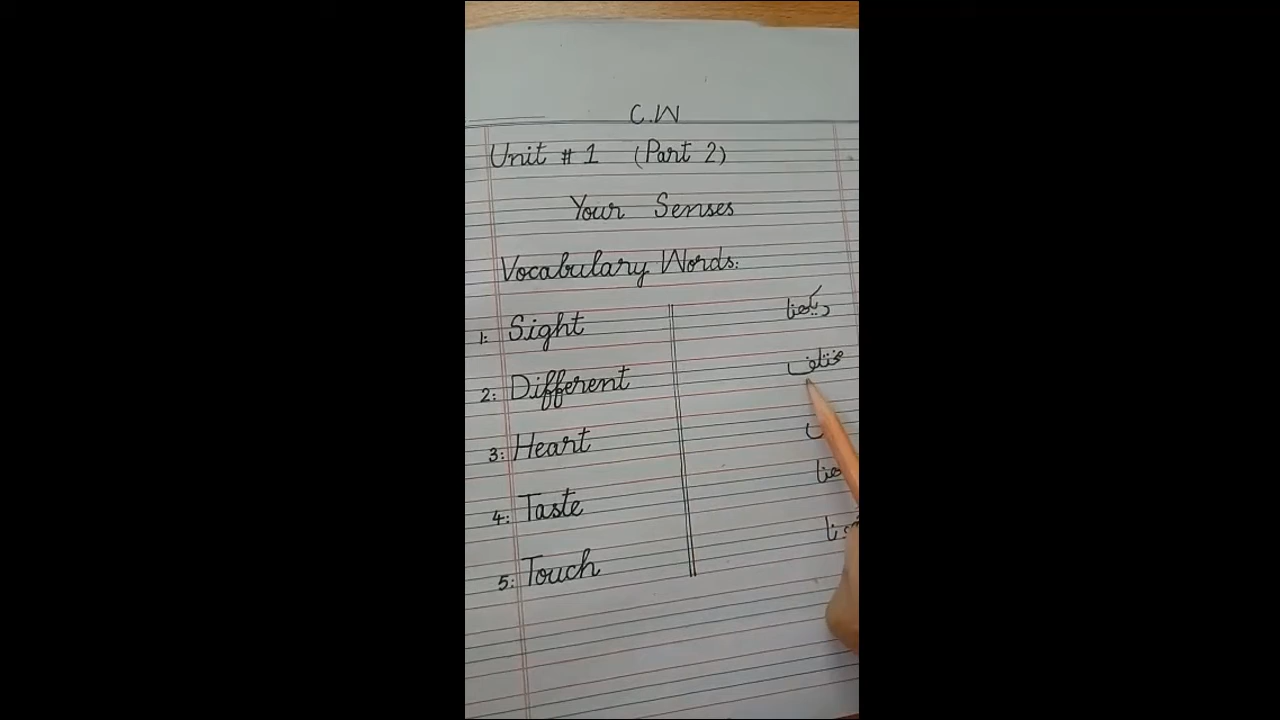 C.W
Unit # 1 (Part 2)
Your Senses
Vocabulary Words:
1: Sight دیکھنا
2: Different مختلف
3: Heart
4: Taste
5: Touch